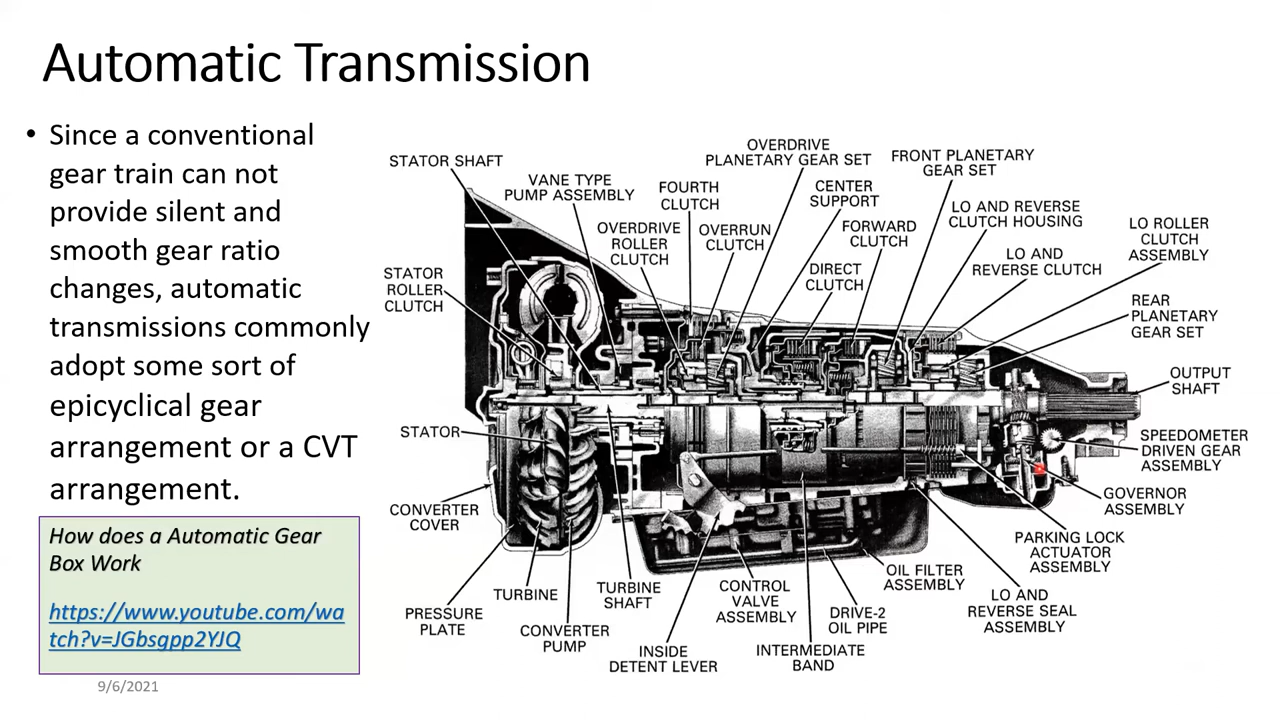 Automatic Transmission
• Since a conventional
gear train can not
provide silent and
smooth gear ratio
changes, automatic
transmissions commonly
adopt some sort of
epicyclical gear
arrangement or a CVT
arrangement.
How does a Automatic Gear
Box Work
https://www.youtube.com/wa
tch?v=JGbsgpp2YJQ
9/6/2021
STATOR SHAFT
VANE TYPE
PUMP ASSEMBLY
FOURTH
CLUTCH
OVERDRIVE
PLANETARY GEAR SET
CENTER
SUPPORT
FRONT PLANETARY
GEAR SET
LO AND REVERSE
CLUTCH HOUSING
LO ROLLER
CLUTCH
ASSEMBLY
OVERDRIVE
ROLLER
CLUTCH
OVERRUN
CLUTCH
FORWARD
CLUTCH
DIRECT
CLUTCH
LO AND
REVERSE CLUTCH
STATOR
ROLLER
CLUTCH
REAR
PLANETARY
GEAR SET
OUTPUT
SHAFT
STATOR
SPEEDOMETER
DRIVEN GEAR
ASSEMBLY
CONVERTER
COVER
GOVERNOR
ASSEMBLY
PARKING LOCK
ACTUATOR
ASSEMBLY
OIL FILTER
ASSEMBLY
LO AND
REVERSE SEAL
ASSEMBLY
PRESSURE
PLATE
TURBINE
CONVERTER
PUMP
TURBINE
SHAFT
INSIDE
DETENT LEVER
CONTROL
VALVE
ASSEMBLY
INTERMEDIATE
BAND
DRIVE-2
OIL PIPE